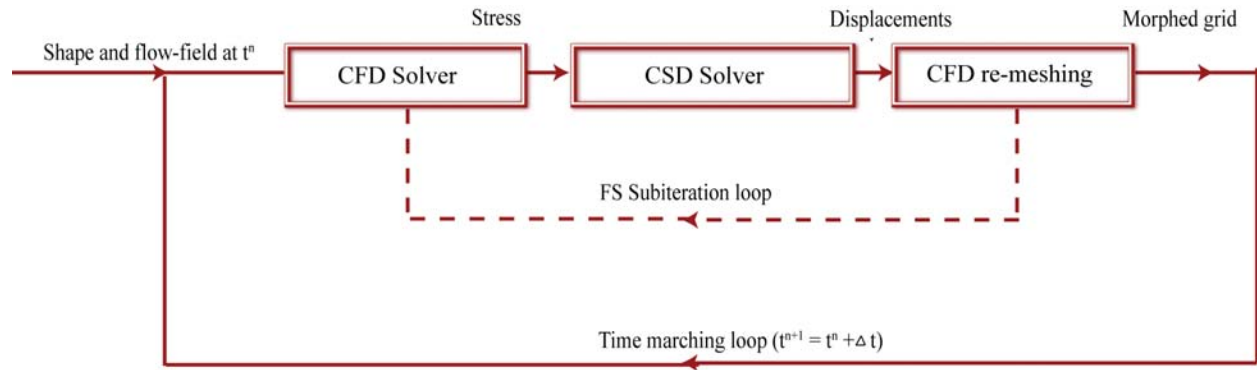 Stress
Displacements
Morphed grid
Shape and flow-field at tⁿ
CFD Solver
CSD Solver
CFD re-meshing
FS Subiteration loop
Time marching loop (tⁿ⁺¹ = tⁿ +Δ t)